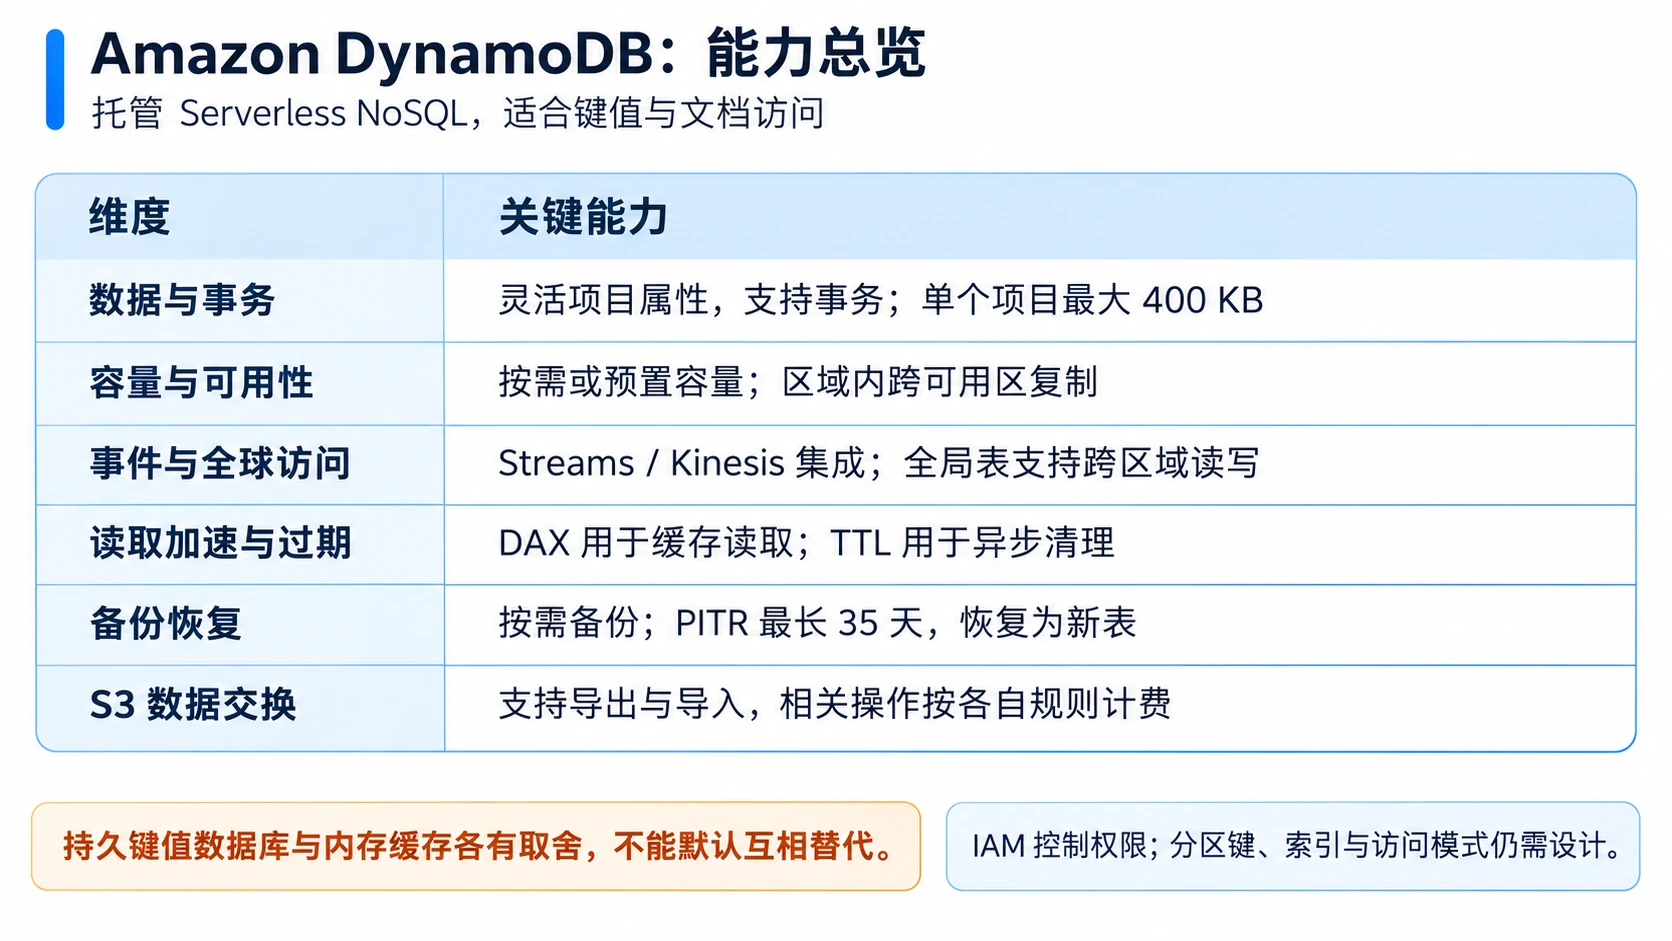 Amazon DynamoDB：能力总览
托管 Serverless NoSQL，适合键值与文档访问
维度 关键能力
数据与事务 灵活项目属性，支持事务；单个项目最大 400 KB
容量与可用性 按需或预置容量；区域内跨可用区复制
事件与全球访问 Streams / Kinesis 集成；全局表支持跨区域读写
读取加速与过期 DAX 用于缓存读取；TTL 用于异步清理
备份恢复 按需备份；PITR 最长 35 天，恢复为新表
S3 数据交换 支持导出与导入，相关操作按各自规则计费
持久键值数据库与内存缓存各有取舍，不能默认互相替代。
IAM 控制权限；分区键、索引与访问模式仍需设计。